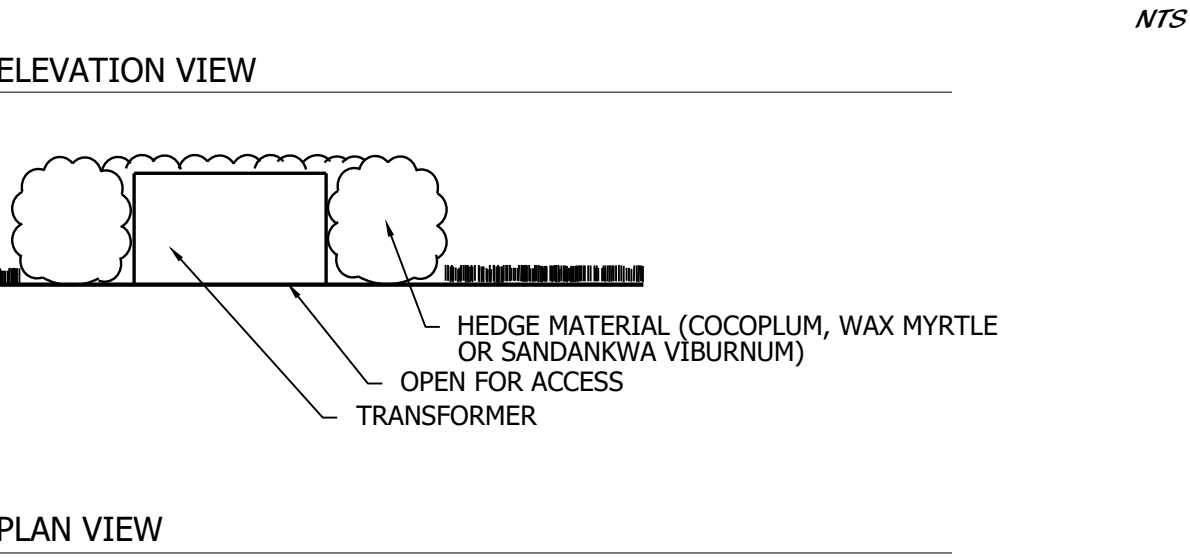 NTS
ELEVATION VIEW
HEDGE MATERIAL (COCOPLUM, WAX MYRTLE
OR SANDANKWA VIBURNUM)
OPEN FOR ACCESS
TRANSFORMER
PLAN VIEW